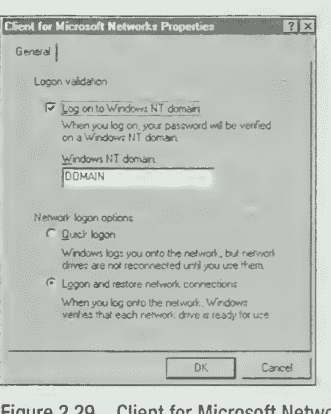 Client for Microsoft Networks Properties
General
Logon validation
Log on to Windows NT domain
When you log on, your password will be verified
on a Windows NT domain.
Windows NT domain:
DOMAIN
Network logon options
Quick logon
Windows logs you onto the network, but network
drives are not reconnected until you use them.
Logon and restore network connections
When you log onto the network, Windows
verifies that each network drive is ready for use.
OK
Cancel
Figure 2.29 Client for Microsoft Netwo